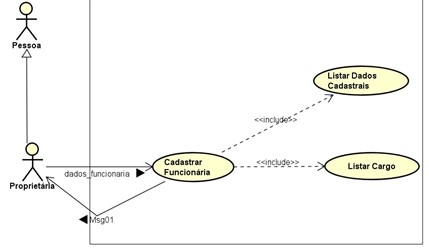 Pessoa
Listar Dados
Cadastrais
<<include>>
Cadastrar
Funcionária
<<include>>
Listar Cargo
dados_funcionaria
Proprietária
Msg01